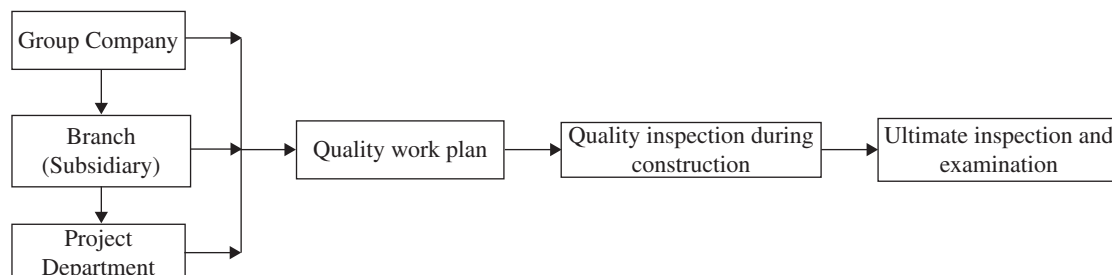 Group Company
Branch
(Subsidiary)
Project
Department
Quality work plan
Quality inspection during
construction
Ultimate inspection and
examination